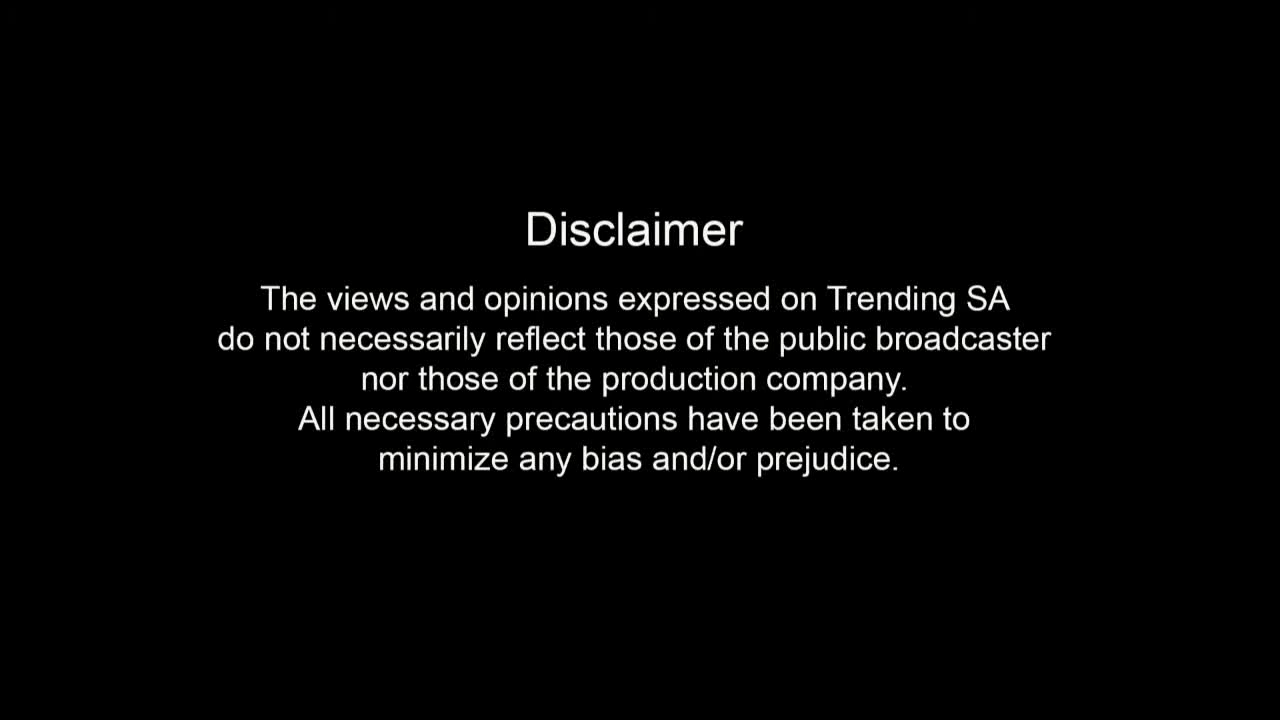 Disclaimer
The views and opinions expressed on Trending SA
do not necessarily reflect those of the public broadcaster
nor those of the production company.
All necessary precautions have been taken to
minimize any bias and/or prejudice.